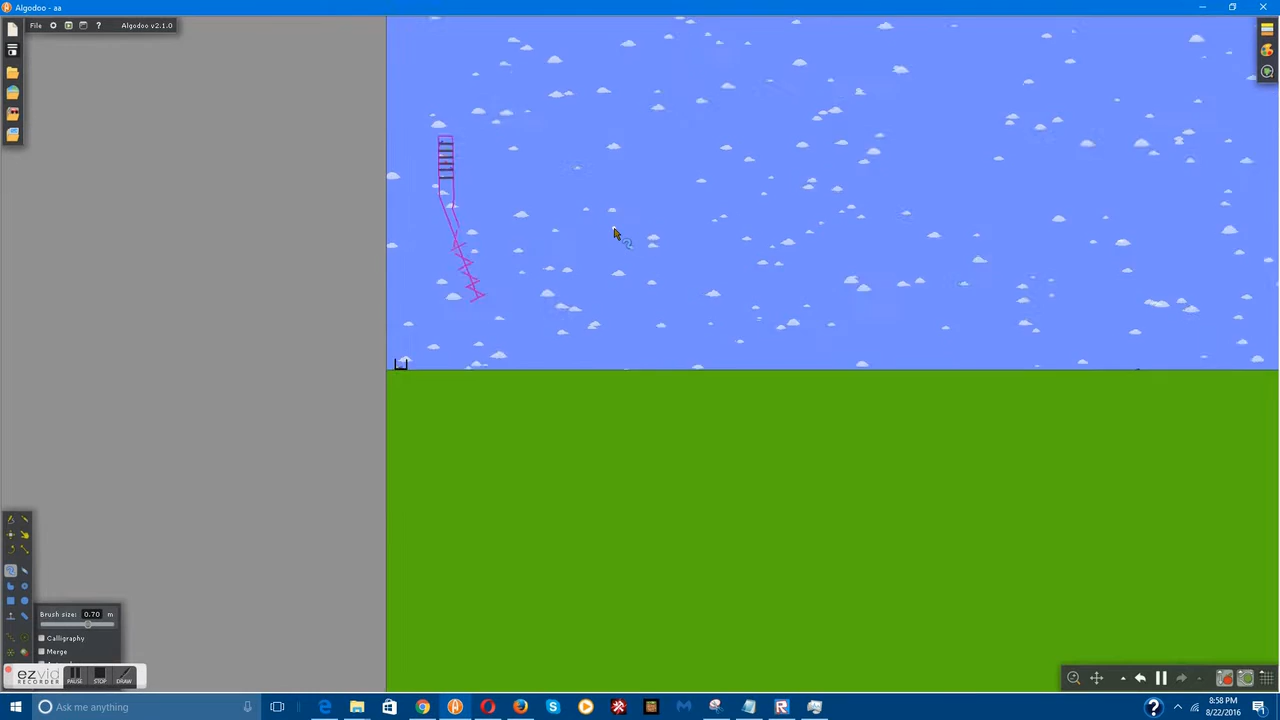 Algodoo - aa
File ? Algodoo v2.1.0
Brush size: 0.70 m
Calligraphy
Merge
ezvid
RECORDER
PAUSE STOP DRAW
Ask me anything
8:58 PM
8/22/2016